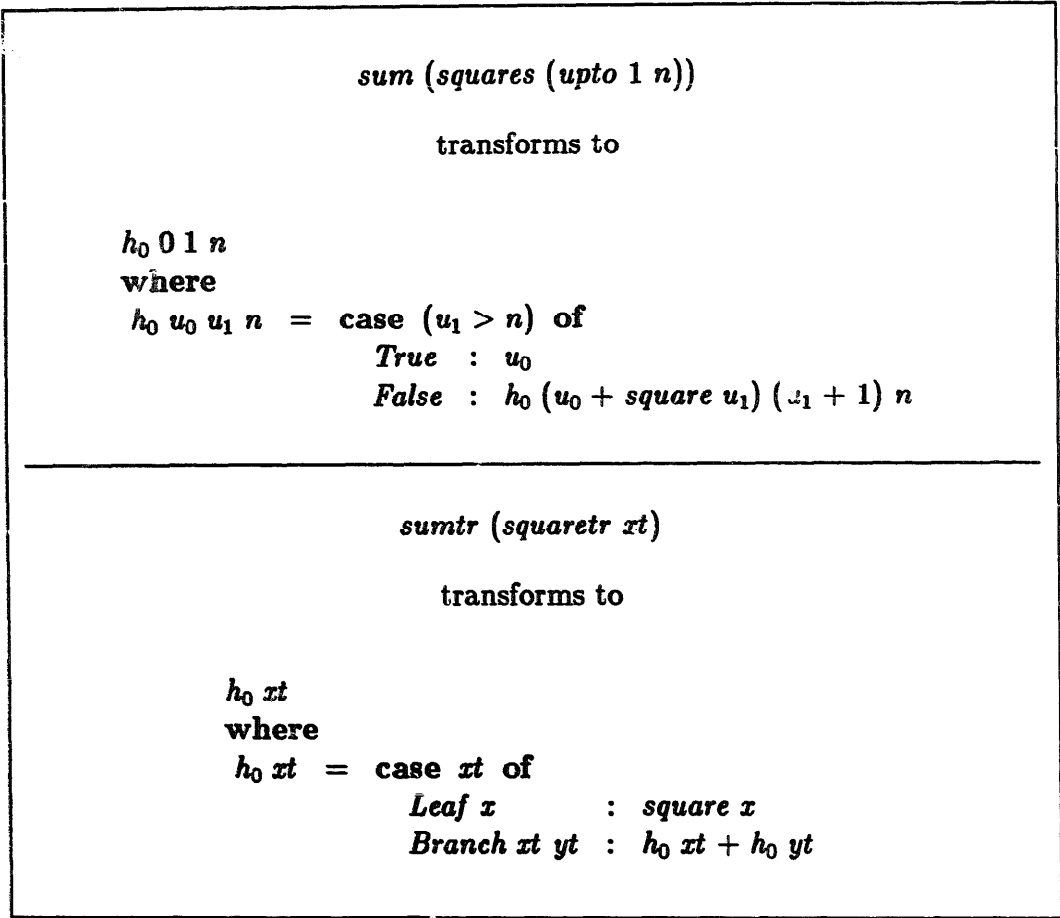 sum (squares (upto 1 n))
transforms to
h₀ 0 1 n
where
h₀ u₀ u₁ n = case (u₁ > n) of
True : u₀
False : h₀ (u₀ + square u₁) (u₁ + 1) n
sumtr (squaretr xt)
transforms to
h₀ xt
where
h₀ xt = case xt of
Leaf x : square x
Branch xt yt : h₀ xt + h₀ yt